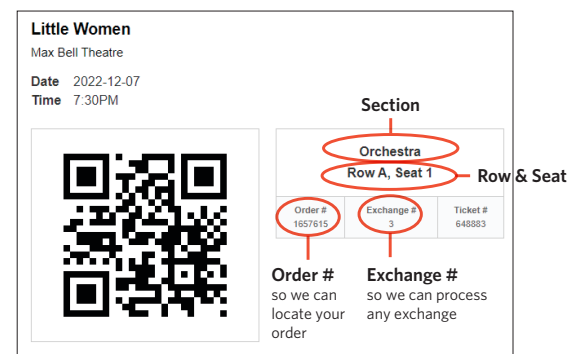 Little Women
Max Bell Theatre
Date 2022-12-07
Time 7:30PM
Section
Orchestra
Row A, Seat 1
Row & Seat
Order # Exchange # Ticket #
1657615 3 648883
Order #
so we can
locate your
order
Exchange #
so we can process
any exchange